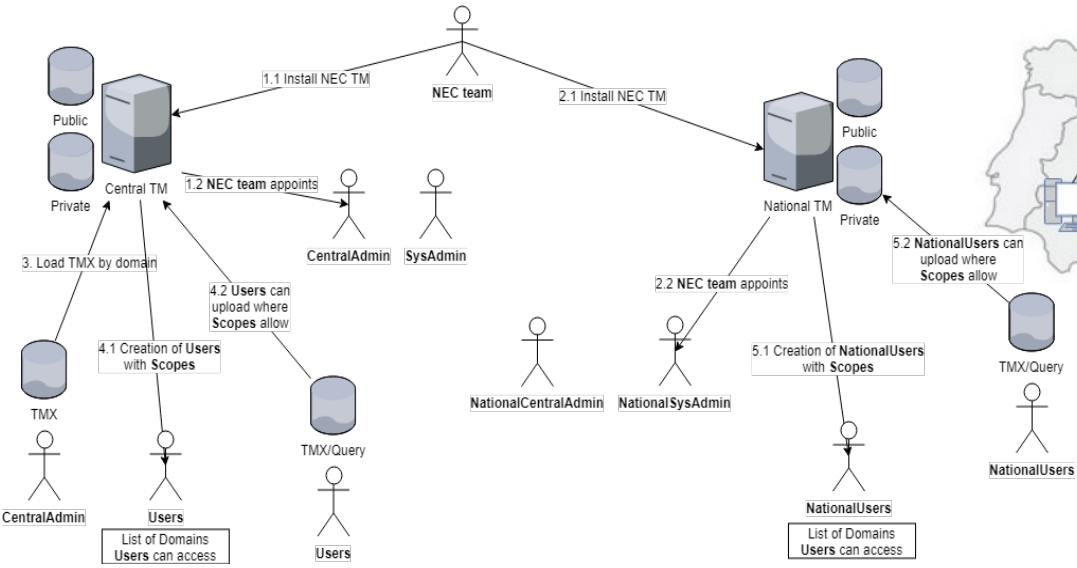 NEC team
1.1 Install NEC TM
2.1 Install NEC TM
Public
Private
Central TM
1.2 NEC team appoints
CentralAdmin
SysAdmin
3. Load TMX by domain
4.2 Users can
upload where
Scopes allow
4.1 Creation of Users
with Scopes
TMX
CentralAdmin
Users
List of Domains
Users can access
TMX/Query
Users
Public
Private
National TM
2.2 NEC team appoints
NationalCentralAdmin
NationalSysAdmin
5.2 NationalUsers can
upload where
Scopes allow
5.1 Creation of NationalUsers
with Scopes
TMX/Query
NationalUsers
NationalUsers
List of Domains
Users can access